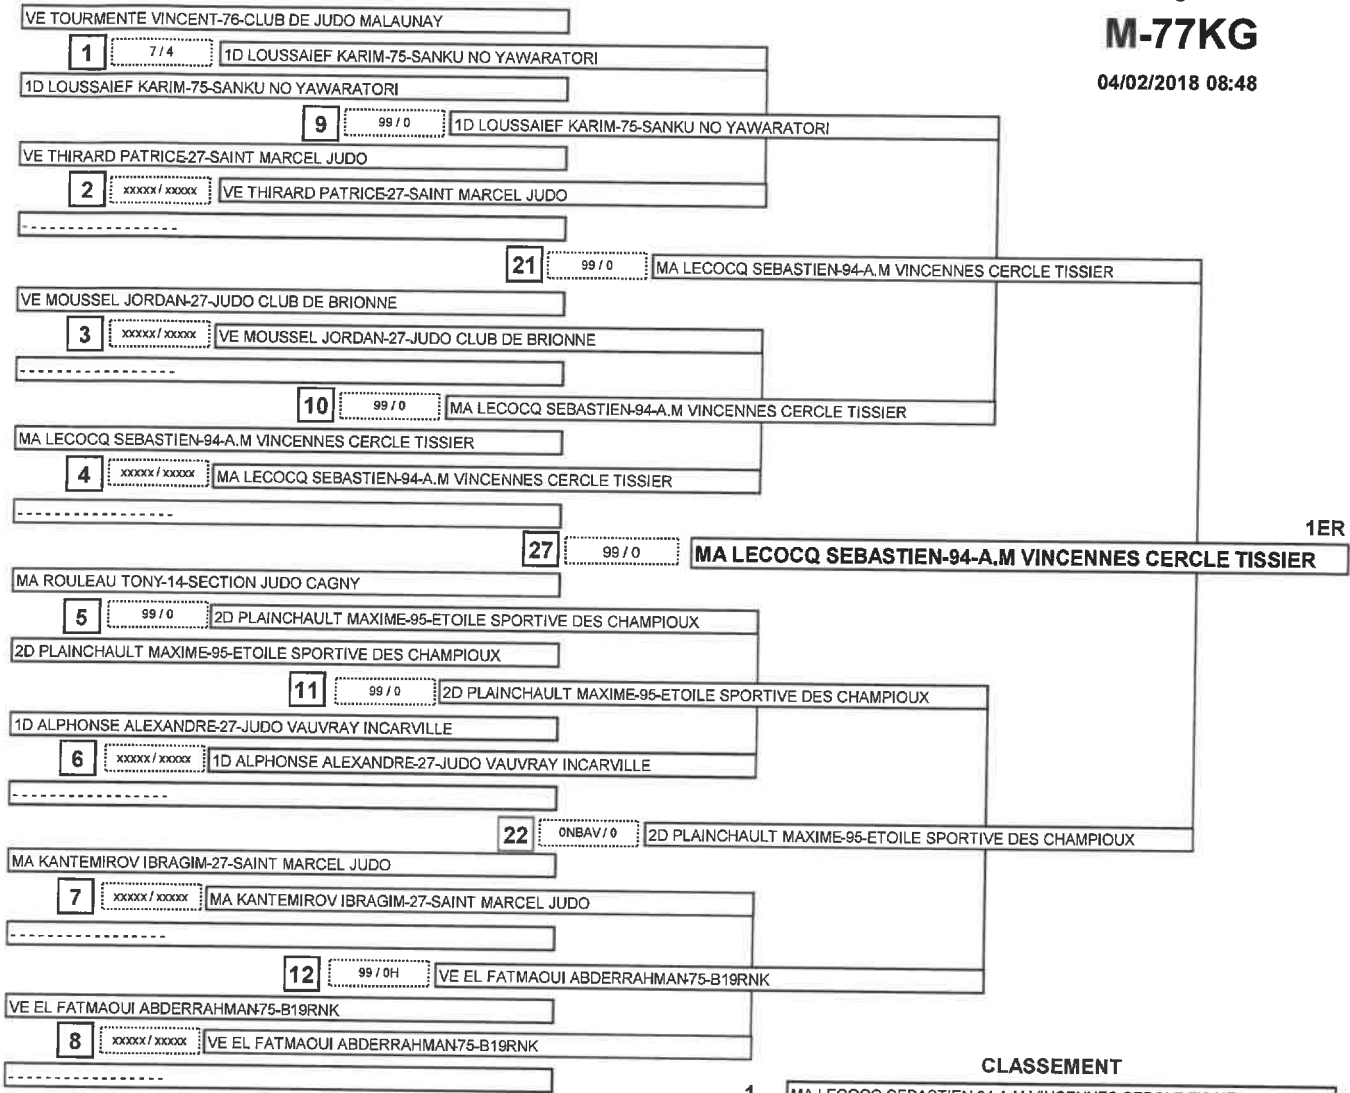 VE TOURMENTE VINCENT-76-CLUB DE JUDO MALAUNAY
M-77KG
1 7 / 4 1D LOUSSAIEF KARIM-75-SANKU NO YAWARATORI
1D LOUSSAIEF KARIM-75-SANKU NO YAWARATORI
04/02/2018 08:48
9 99 / 0 1D LOUSSAIEF KARIM-75-SANKU NO YAWARATORI
VE THIRARD PATRICE-27-SAINT MARCEL JUDO
2 xxxxx / xxxxx VE THIRARD PATRICE-27-SAINT MARCEL JUDO
- - - - - - - - - - - - - - - - -
21 99 / 0 MA LECOCQ SEBASTIEN-94-A.M VINCENNES CERCLE TISSIER
VE MOUSSEL JORDAN-27-JUDO CLUB DE BRIONNE
3 xxxxx / xxxxx VE MOUSSEL JORDAN-27-JUDO CLUB DE BRIONNE
- - - - - - - - - - - - - - - - -
10 99 / 0 MA LECOCQ SEBASTIEN-94-A.M VINCENNES CERCLE TISSIER
MA LECOCQ SEBASTIEN-94-A.M VINCENNES CERCLE TISSIER
4 xxxxx / xxxxx MA LECOCQ SEBASTIEN-94-A.M VINCENNES CERCLE TISSIER
- - - - - - - - - - - - - - - - -
1ER
27 99 / 0 MA LECOCQ SEBASTIEN-94-A.M VINCENNES CERCLE TISSIER
MA ROULEAU TONY-14-SECTION JUDO CAGNY
5 99 / 0 2D PLAINCHAULT MAXIME-95-ETOILE SPORTIVE DES CHAMPIOUX
2D PLAINCHAULT MAXIME-95-ETOILE SPORTIVE DES CHAMPIOUX
11 99 / 0 2D PLAINCHAULT MAXIME-95-ETOILE SPORTIVE DES CHAMPIOUX
1D ALPHONSE ALEXANDRE-27-JUDO VAUVRAY INCARVILLE
6 xxxxx / xxxxx 1D ALPHONSE ALEXANDRE-27-JUDO VAUVRAY INCARVILLE
- - - - - - - - - - - - - - - - -
22 0NBAV / 0 2D PLAINCHAULT MAXIME-95-ETOILE SPORTIVE DES CHAMPIOUX
MA KANTEMIROV IBRAGIM-27-SAINT MARCEL JUDO
7 xxxxx / xxxxx MA KANTEMIROV IBRAGIM-27-SAINT MARCEL JUDO
- - - - - - - - - - - - - - - - -
12 99 / 0H VE EL FATMAOUI ABDERRAHMAN-75-B19RNK
VE EL FATMAOUI ABDERRAHMAN-75-B19RNK
8 xxxxx / xxxxx VE EL FATMAOUI ABDERRAHMAN-75-B19RNK
- - - - - - - - - - - - - - - - -
CLASSEMENT
1 MA LECOCQ SEBASTIEN-94-A.M VINCENNES CERCLE